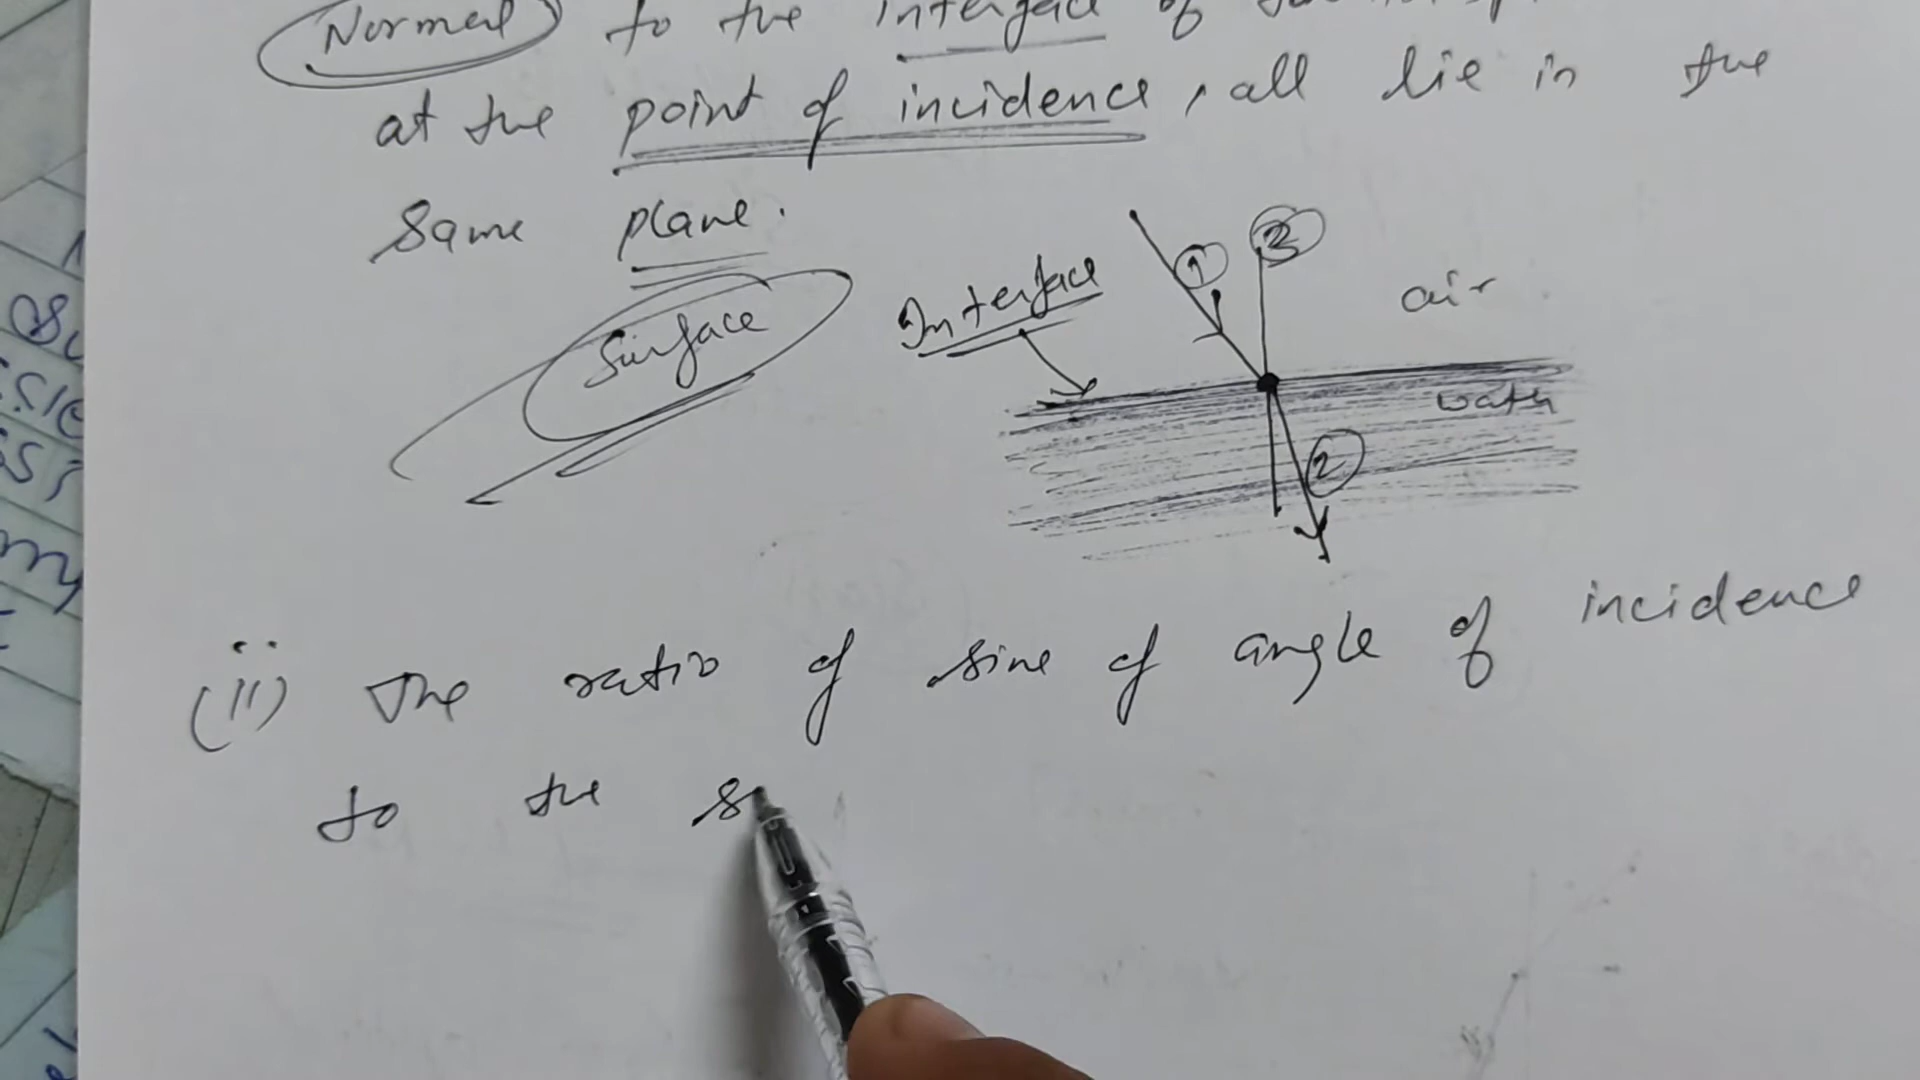 Normal to the interface of
at the point of incidence, all lie in the
same plane.
Surface
Interface
1
3
air
water
2
(ii) The ratio of sine of angle of incidence
to the s